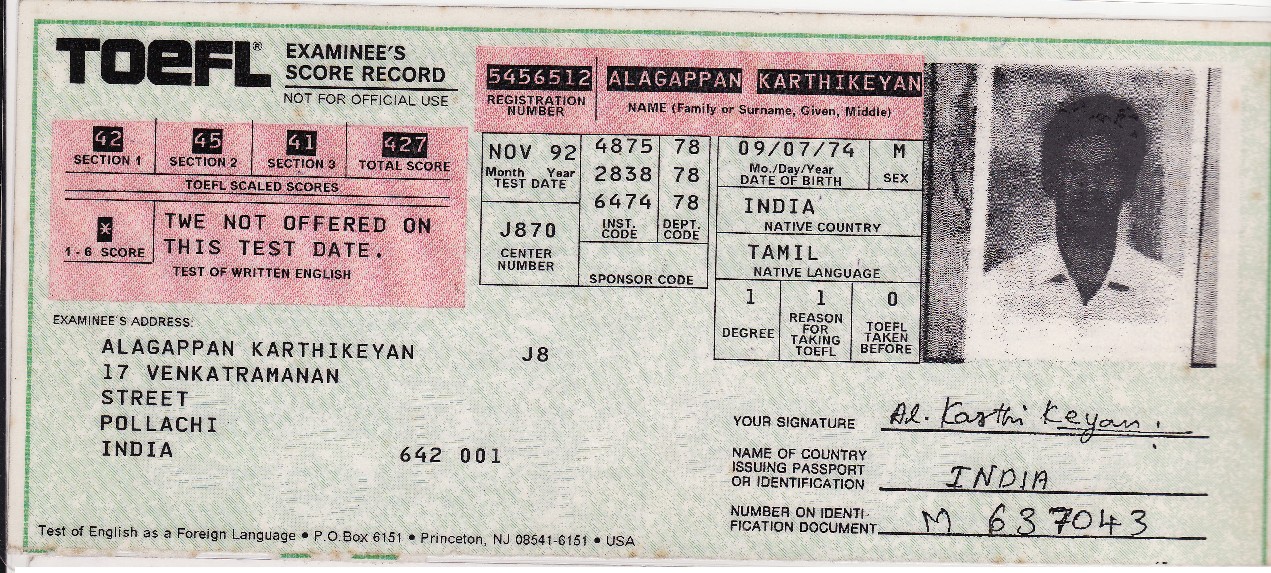 TOEFL® EXAMINEE'S
SCORE RECORD
NOT FOR OFFICIAL USE
5456512 ALAGAPPAN KARTHIKEYAN
REGISTRATION NUMBER
NAME (Family or Surname, Given, Middle)
42 45 41 427
SECTION 1 SECTION 2 SECTION 3 TOTAL SCORE
TOEFL SCALED SCORES
* TWE NOT OFFERED ON
THIS TEST DATE.
1 - 6 SCORE
TEST OF WRITTEN ENGLISH
NOV 92
Month Year
TEST DATE
J870
CENTER
NUMBER
4875 78
2838 78
6474 78
INST. CODE DEPT. CODE
SPONSOR CODE
09/07/74 M
Mo./Day/Year
DATE OF BIRTH SEX
INDIA
NATIVE COUNTRY
TAMIL
NATIVE LANGUAGE
1 1 0
DEGREE
REASON FOR TAKING TOEFL
TOEFL TAKEN BEFORE
EXAMINEE'S ADDRESS:
ALAGAPPAN KARTHIKEYAN J8
17 VENKATRAMANAN
STREET
POLLACHI
INDIA 642 001
YOUR SIGNATURE Al. Karthi Keyan.
NAME OF COUNTRY
ISSUING PASSPORT
OR IDENTIFICATION INDIA
NUMBER ON IDENTI-
FICATION DOCUMENT M 637043
Test of English as a Foreign Language • P.O.Box 6151 • Princeton, NJ 08541-6151 • USA